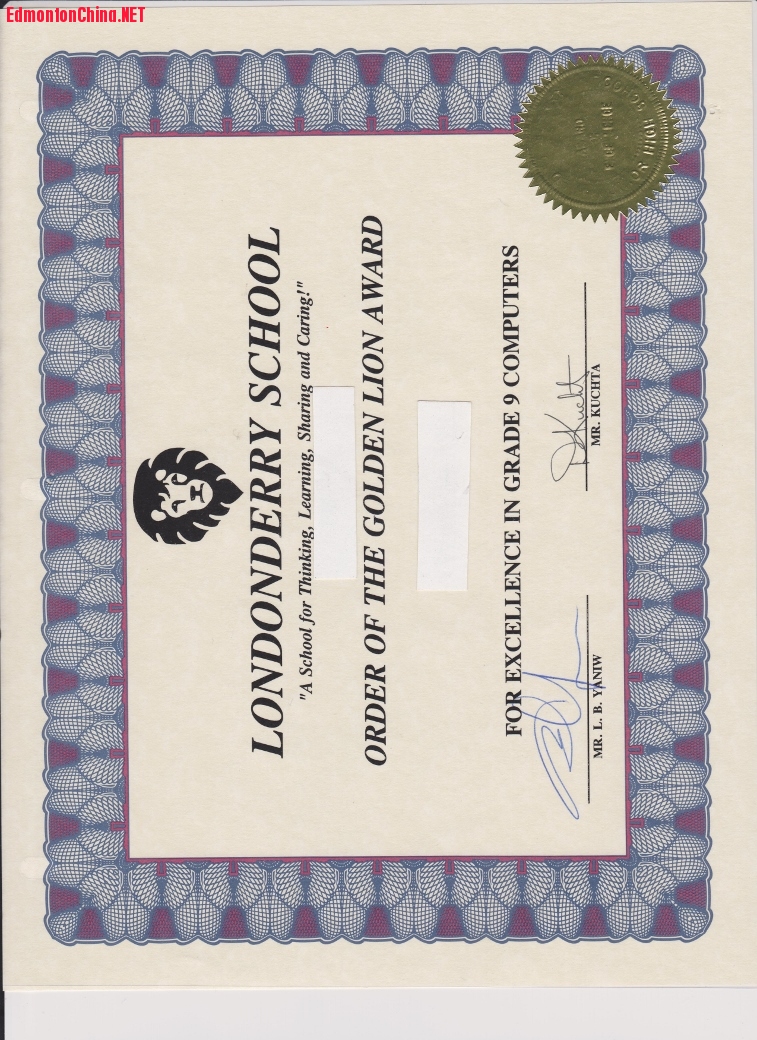 EdmontonChina.NET
LONDONDERRY SCHOOL
"A School for Thinking, Learning, Sharing and Caring!"
ORDER OF THE GOLDEN LION AWARD
FOR EXCELLENCE IN GRADE 9 COMPUTERS
MR. L. B. YANIW
MR. KUCHTA